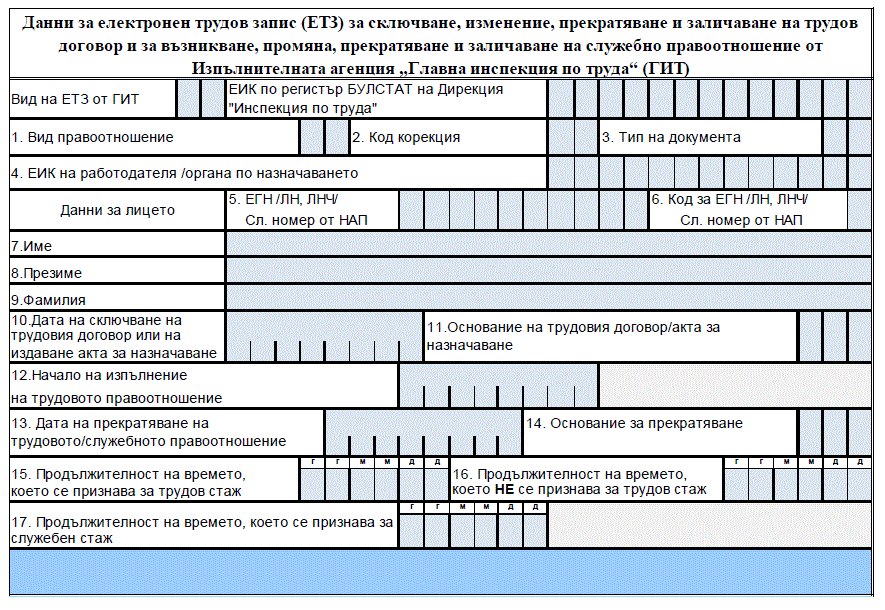 Данни за електронен трудов запис (ЕТЗ) за сключване, изменение, прекратяване и заличаване на трудов
договор и за възникване, промяна, прекратяване и заличаване на служебно правоотношение от
Изпълнителната агенция „Главна инспекция по труда“ (ГИТ)
Вид на ЕТЗ от ГИТ
ЕИК по регистър БУЛСТАТ на Дирекция
"Инспекция по труда"
1. Вид правоотношение
2. Код корекция
3. Тип на документа
4. ЕИК на работодателя /органа по назначаването
Данни за лицето
5. ЕГН /ЛН, ЛНЧ/
Сл. номер от НАП
6. Код за ЕГН /ЛН, ЛНЧ/
Сл. номер от НАП
7.Име
8.Презиме
9.Фамилия
10.Дата на сключване на
трудовия договор или на
издаване акта за назначаване
11.Основание на трудовия договор/акта за
назначаване
12.Начало на изпълнение
на трудовото правоотношение
13. Дата на прекратяване на
трудовото/служебното правоотношение
14. Основание за прекратяване
15. Продължителност на времето,
което се признава за трудов стаж
г г м м д д
16. Продължителност на времето,
което НЕ се признава за трудов стаж
г г м м д д
17. Продължителност на времето, което се признава за
служебен стаж
г г м м д д